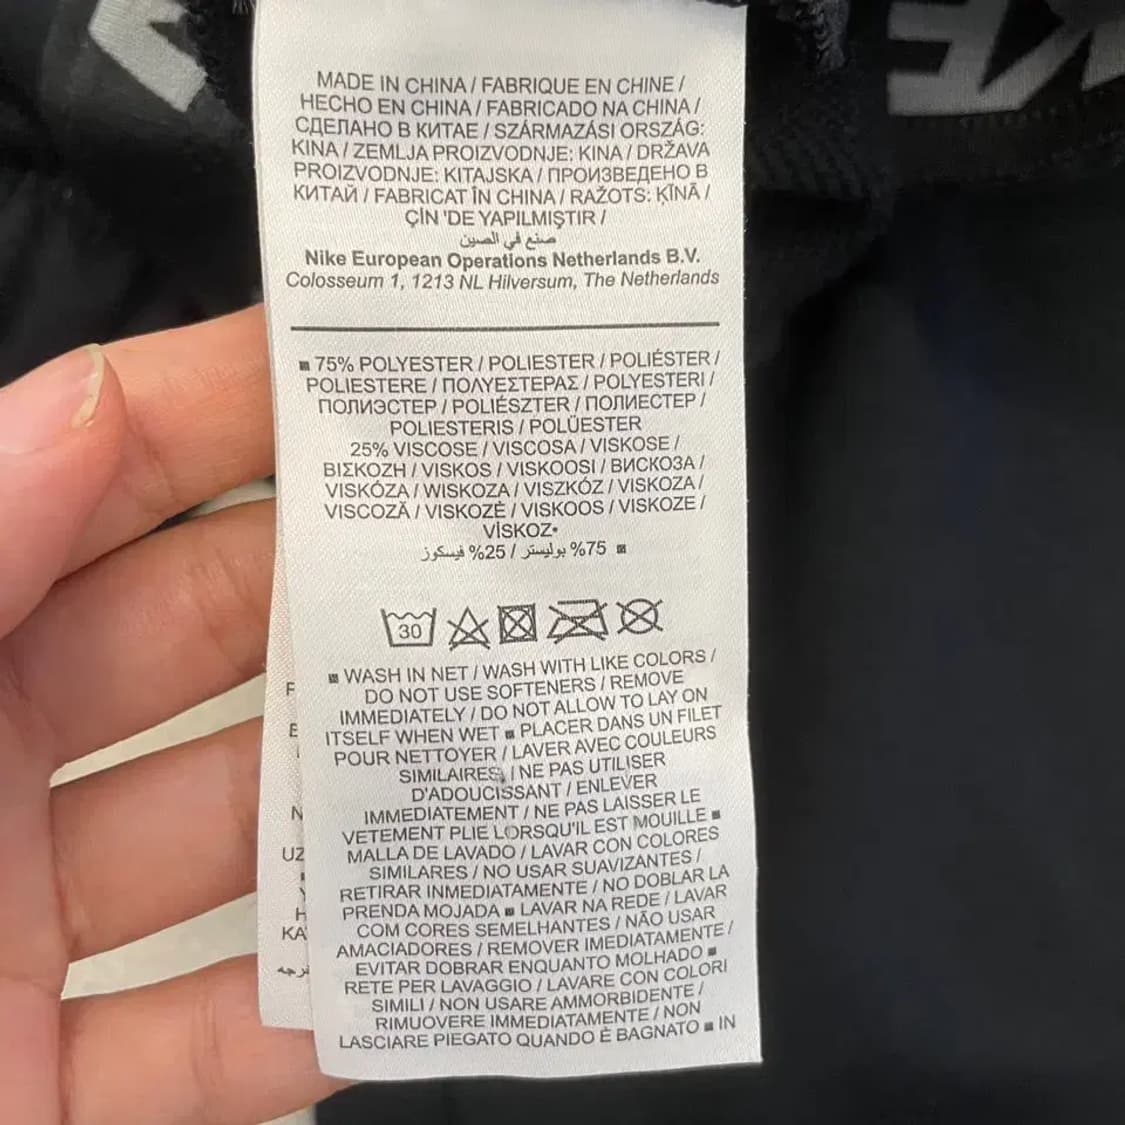 MADE IN CHINA / FABRIQUE EN CHINE /
HECHO EN CHINA / FABRICADO NA CHINA /
СДЕЛАНО В КИТАЕ / SZÁRMAZÁSI ORSZÁG:
KINA / ZEMLJA PROIZVODNJE: KINA / DRŽAVA
PROIZVODNJE: KITAJSKA / ПРОИЗВЕДЕНО В
КИТАЙ / FABRICAT ÎN CHINA / RAŽOTS: ĶĪNĀ /
ÇİN 'DE YAPILMIŞTIR /
صنع في الصين
Nike European Operations Netherlands B.V.
Colosseum 1, 1213 NL Hilversum, The Netherlands
75% POLYESTER / POLIESTER / POLIÉSTER /
POLIESTERE / ΠΟΛΥΕΣΤΕΡΑΣ / POLYESTERI /
ПОЛИЭСТЕР / POLIÉSZTER / ПОЛИЕСТЕР /
POLIESTERIS / POLÜESTER
25% VISCOSE / VISCOSA / VISKOSE /
ΒΙΣΚΟΖΗ / VISKOS / VISKOOSI / ВИСКОЗА /
VISKÓZA / WISKOZA / VISZKÓZ / VISKOZA /
VISCOZĂ / VISKOZĖ / VISKOOS / VISKOZE /
VİSKOZ•
75% بوليستر / 25% فيسكوز
30
WASH IN NET / WASH WITH LIKE COLORS /
DO NOT USE SOFTENERS / REMOVE
IMMEDIATELY / DO NOT ALLOW TO LAY ON
ITSELF WHEN WET ■ PLACER DANS UN FILET
POUR NETTOYER / LAVER AVEC COULEURS
SIMILAIRES / NE PAS UTILISER
D'ADOUCISSANT / ENLEVER
IMMEDIATEMENT / NE PAS LAISSER LE
VETEMENT PLIE LORSQU'IL EST MOUILLE ■
MALLA DE LAVADO / LAVAR CON COLORES
SIMILARES / NO USAR SUAVIZANTES /
RETIRAR INMEDIATAMENTE / NO DOBLAR LA
PRENDA MOJADA ■ LAVAR NA REDE / LAVAR
COM CORES SEMELHANTES / NÃO USAR
AMACIADORES / REMOVER IMEDIATAMENTE /
EVITAR DOBRAR ENQUANTO MOLHADO ■
RETE PER LAVAGGIO / LAVARE CON COLORI
SIMILI / NON USARE AMMORBIDENTE /
RIMUOVERE IMMEDIATAMENTE / NON
LASCIARE PIEGATO QUANDO È BAGNATO ■ IN